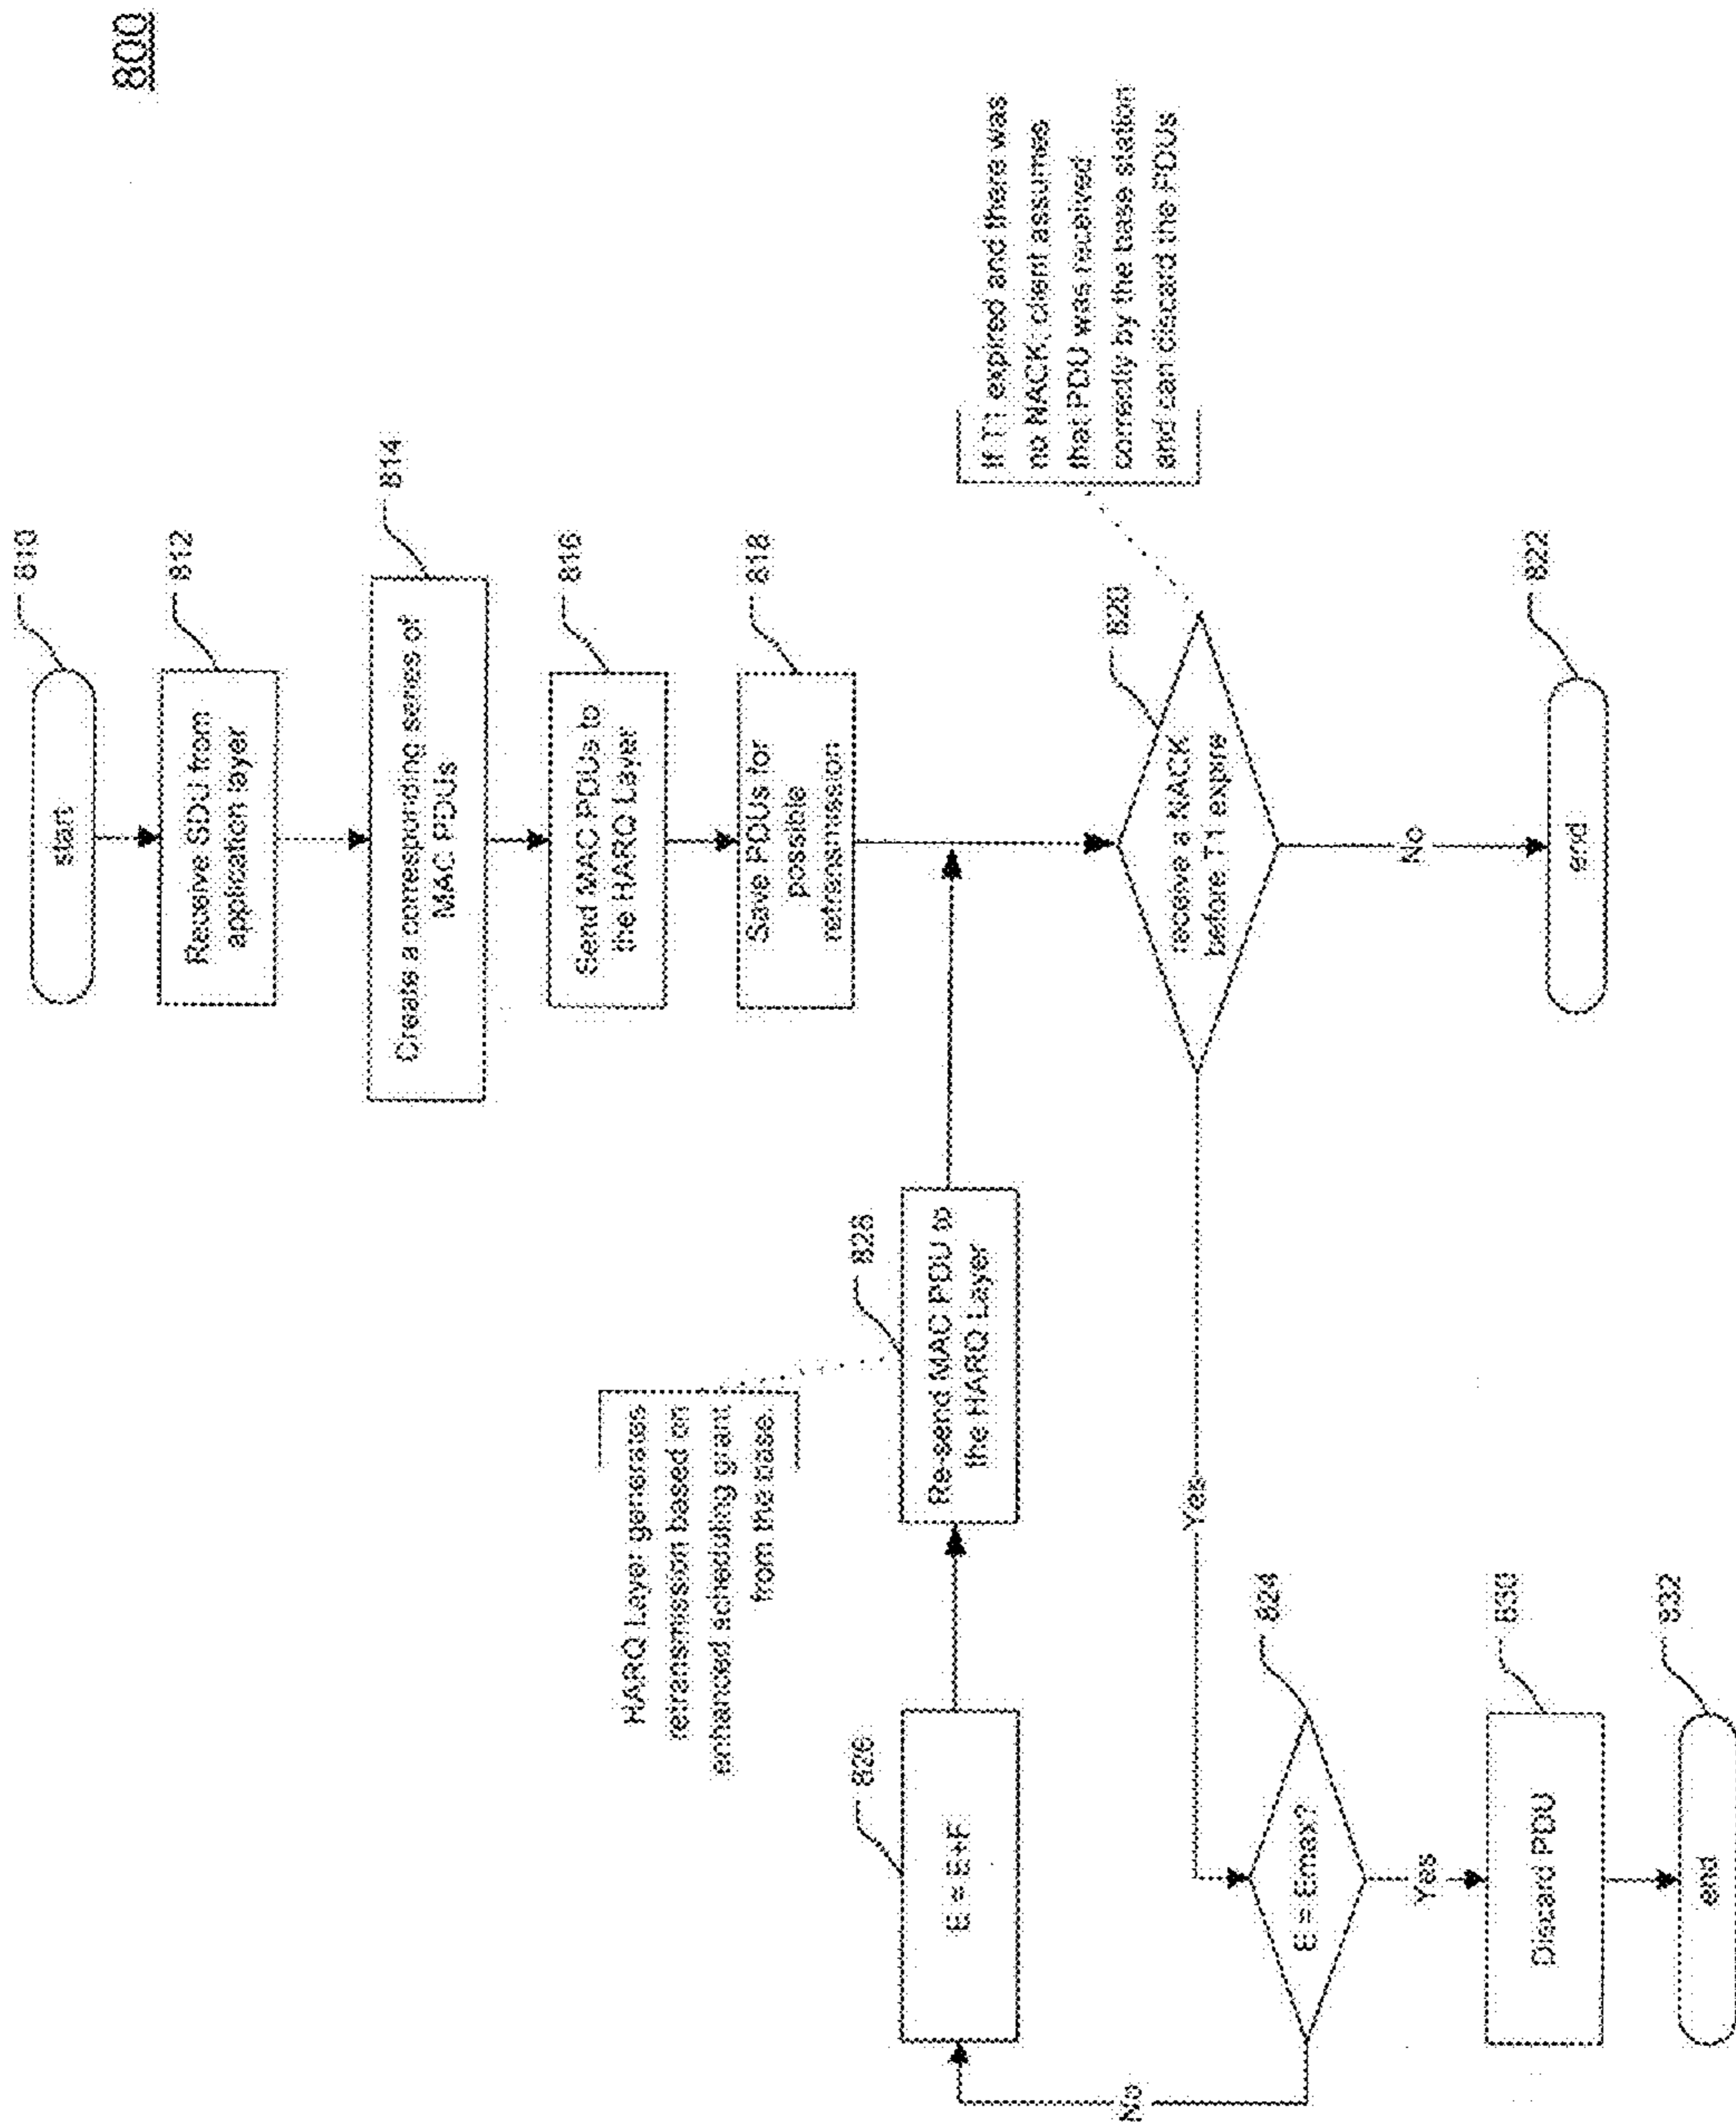 800
start
810
Receive SDU from
application layer
812
Create a corresponding series of
MAC PDUs
814
Send MAC PDUs to
the HARQ Layer
816
Save PDUs for
possible
retransmission
818
receive a NACK
before T1 expire
820
If T1 expired and there was
no NACK, client assumes
that PDU was received
correctly by the base station
and can discard the PDUs
No
end
822
Yes
E = Emax?
824
No
E = E+F
826
HARQ Layer generates
retransmission based on
enhanced scheduling grant
from the base.
Re-send MAC PDU to
the HARQ Layer
828
Yes
Discard PDU
830
end
832